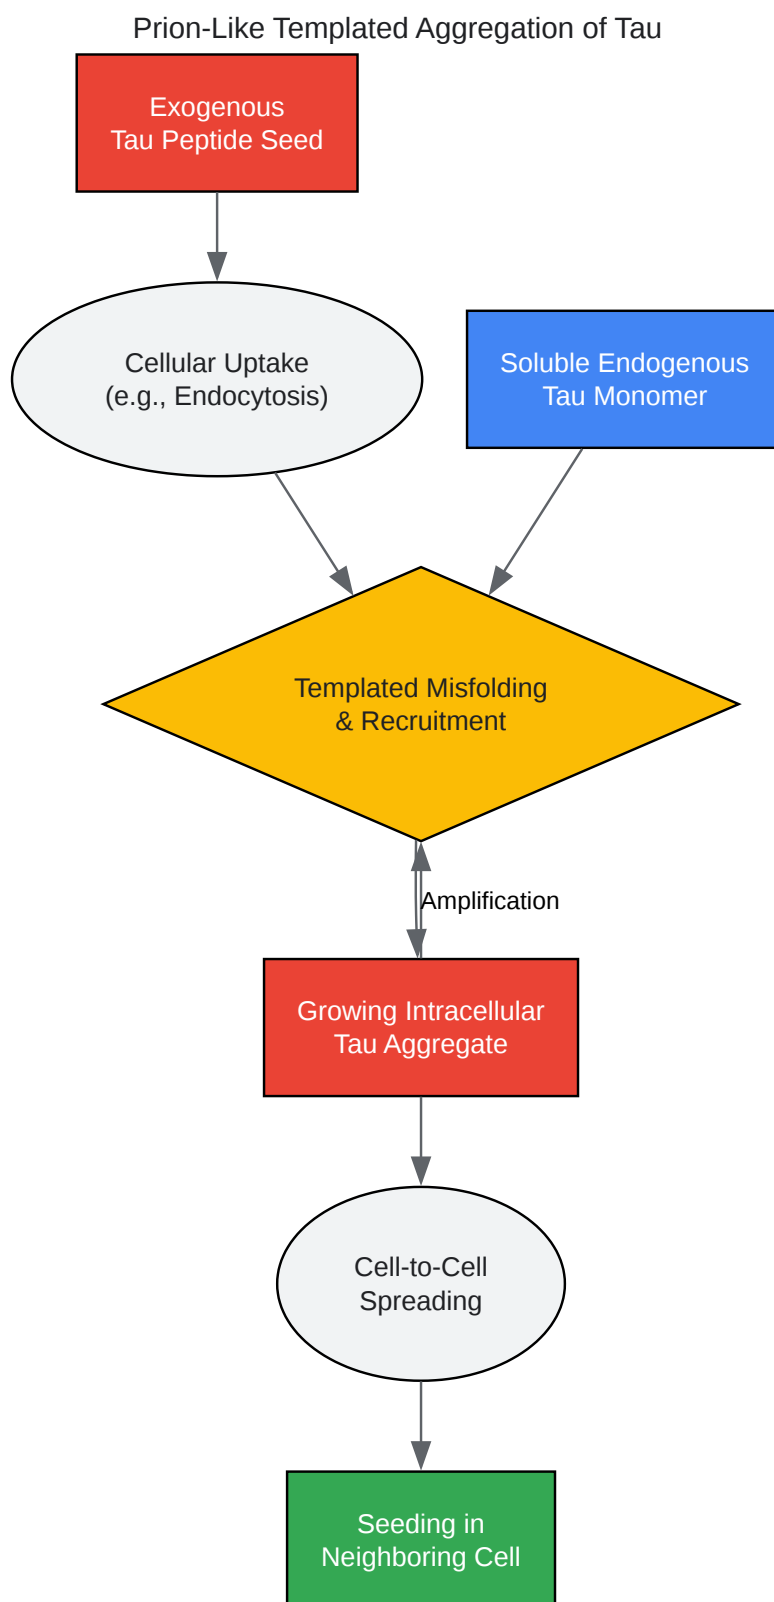 Prion-Like Templated Aggregation of Tau
Exogenous
Tau Peptide Seed
Cellular Uptake
(e.g., Endocytosis)
Soluble Endogenous
Tau Monomer
Templated Misfolding
& Recruitment
Amplification
Growing Intracellular
Tau Aggregate
Cell-to-Cell
Spreading
Seeding in
Neighboring Cell